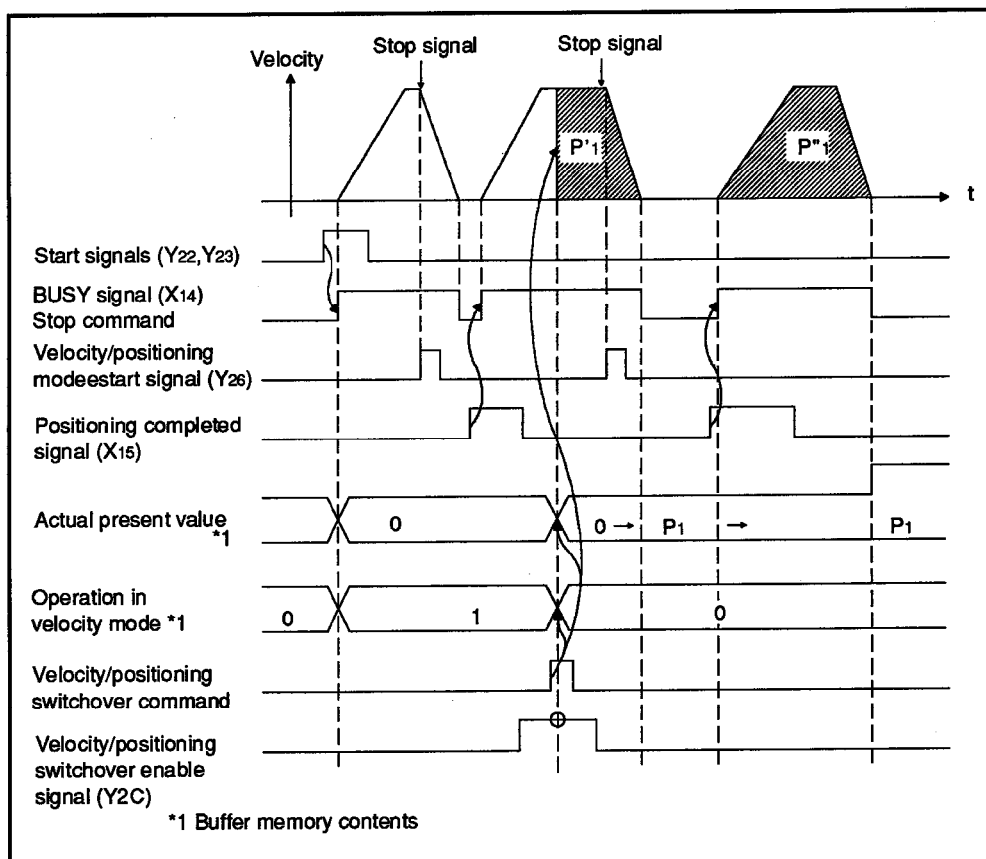 Stop signal
Stop signal
Velocity
P'1
P"1
t
Start signals (Y22,Y23)
BUSY signal (X14)
Stop command
Velocity/positioning
modeestart signal (Y26)
Positioning completed
signal (X15)
Actual present value
*1
0
0 → P1 →
P1
Operation in
velocity mode *1
0
1
0
Velocity/positioning
switchover command
Velocity/positioning
switchover enable
signal (Y2C)
*1 Buffer memory contents